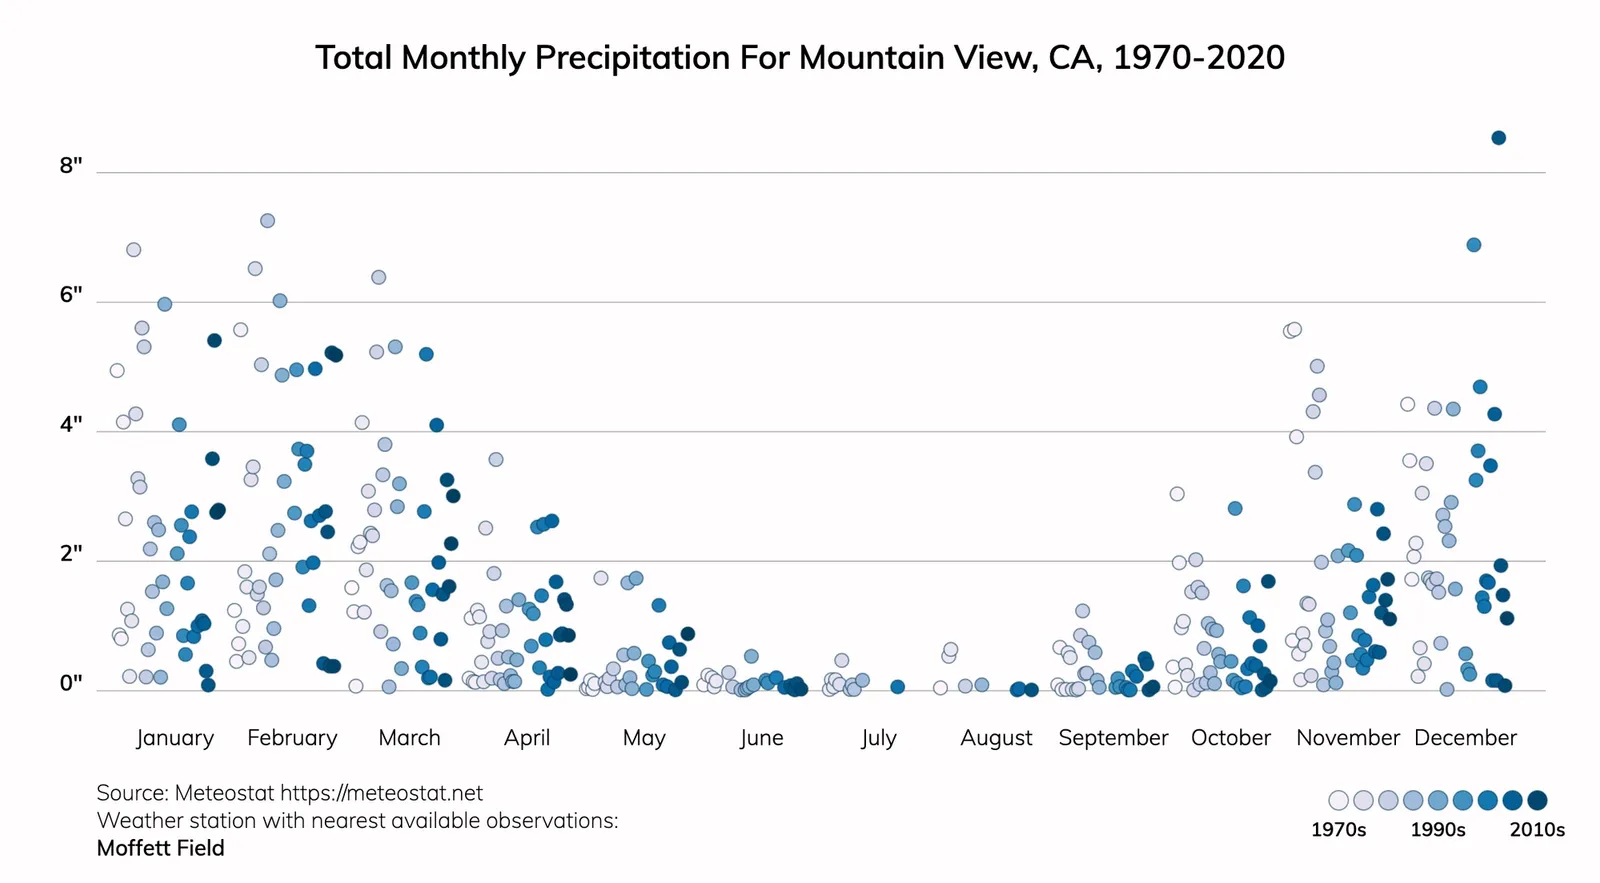 Total Monthly Precipitation For Mountain View, CA, 1970-2020
8"
6"
4"
2"
0"
January February March April May June July August September October November December
Source: Meteostat https://meteostat.net
Weather station with nearest available observations:
Moffett Field
1970s 1990s 2010s